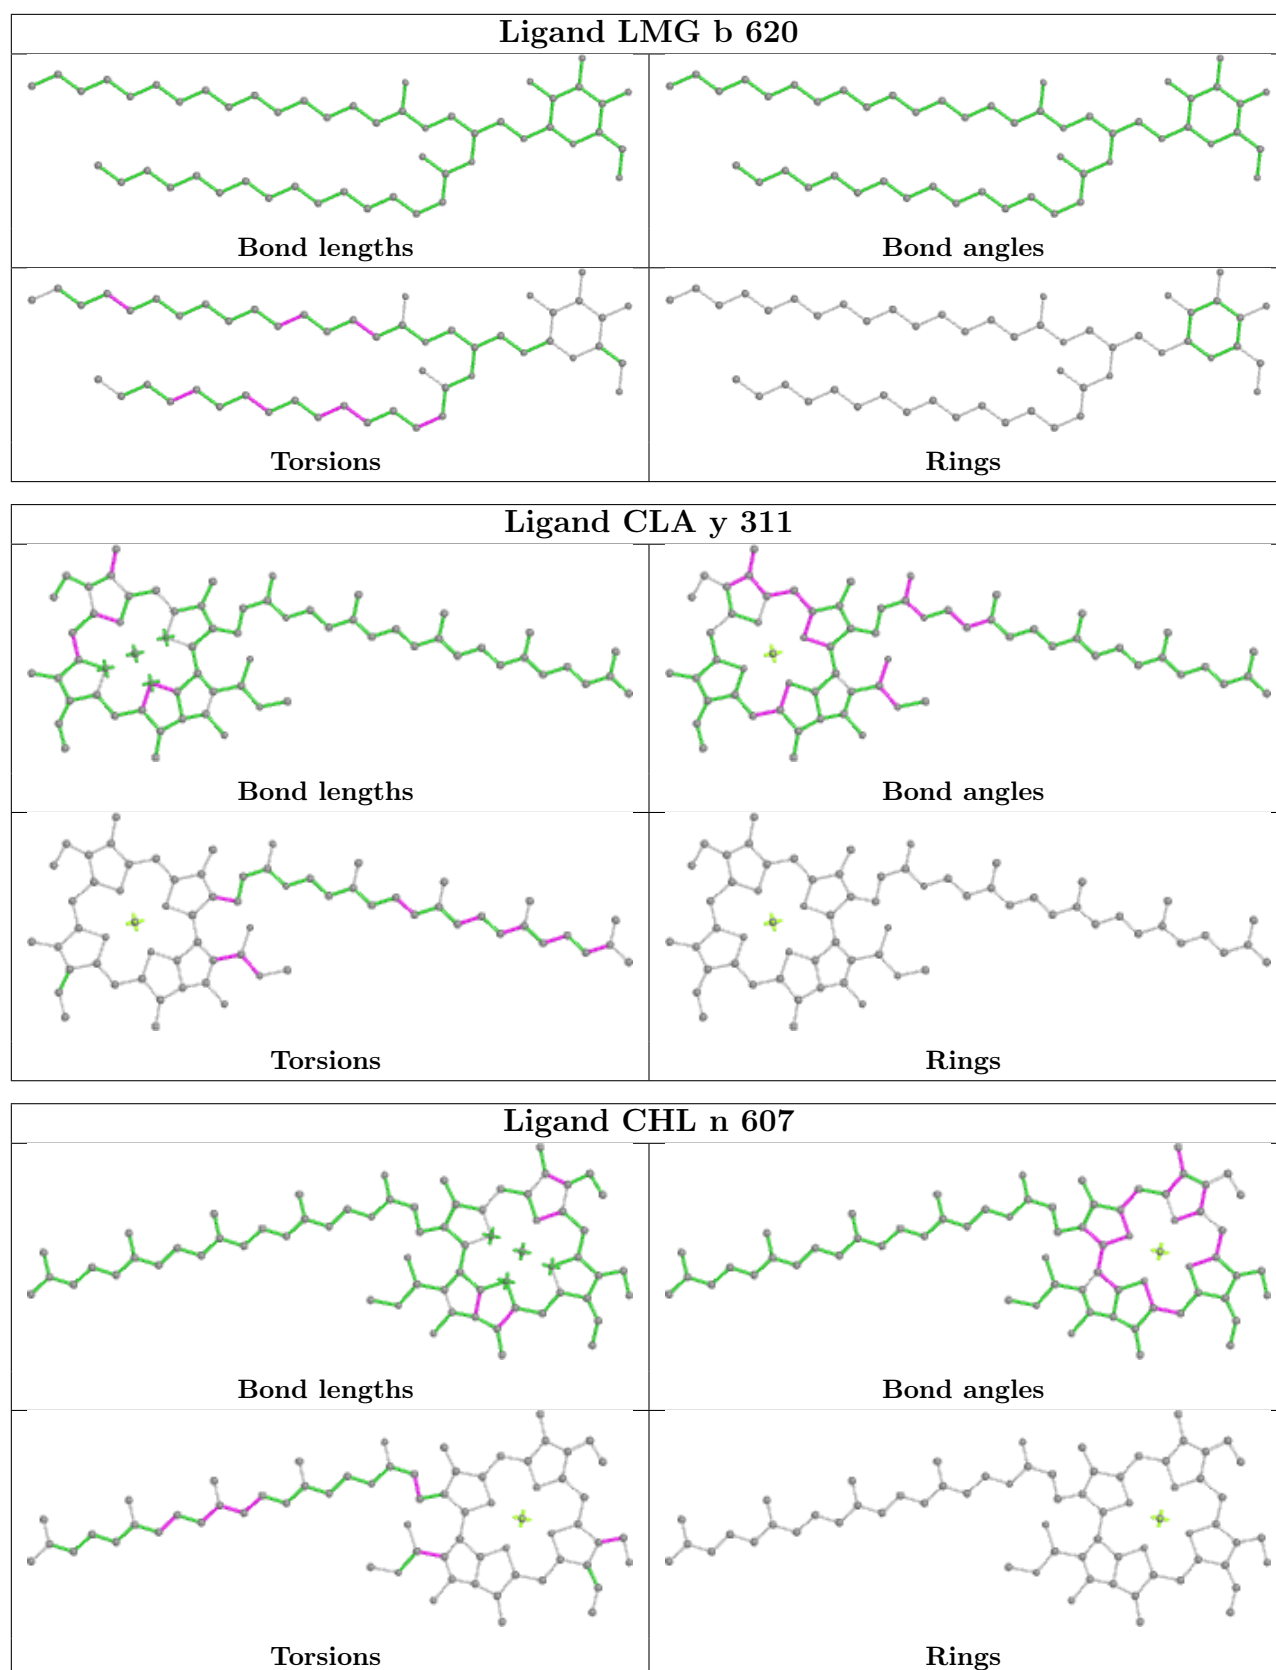 Ligand LMG b 620
Bond lengths
Bond angles
Torsions
Rings
Ligand CLA y 311
Bond lengths
Bond angles
Torsions
Rings
Ligand CHL n 607
Bond lengths
Bond angles
Torsions
Rings